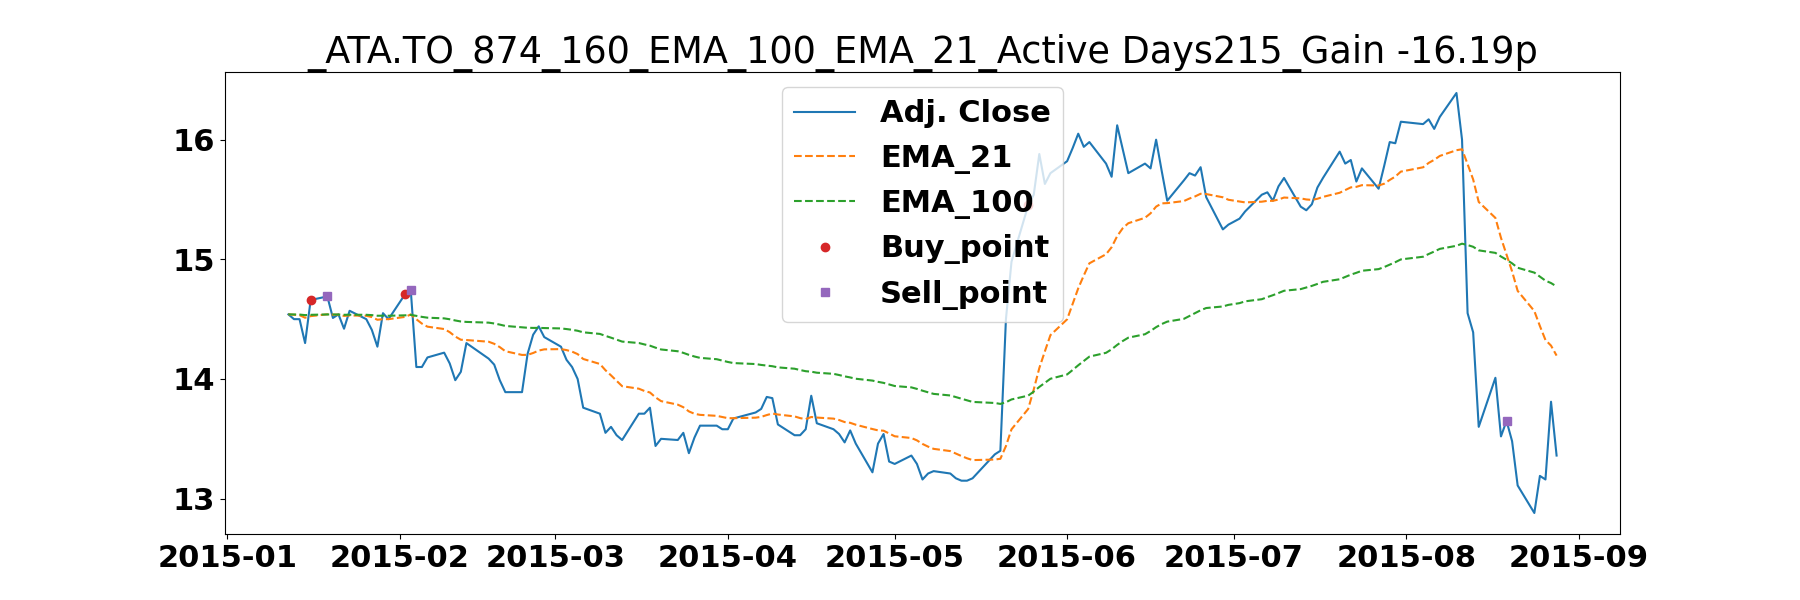 _ATA.TO_874_160_EMA_100_EMA_21_Active Days215_Gain -16.19p
Adj. Close
EMA_21
EMA_100
Buy_point
Sell_point
16
15
14
13
2015-01 2015-02 2015-03 2015-04 2015-05 2015-06 2015-07 2015-08 2015-09